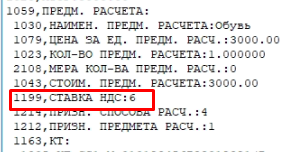 1059,ПРЕДМ. РАСЧЕТА:
1030,НАИМЕН. ПРЕДМ. РАСЧЕТА:Обувь
1079,ЦЕНА ЗА ЕД. ПРЕДМ. РАСЧ.:3000.00
1023,КОЛ-ВО ПРЕДМ. РАСЧЕТА:1.000000
2108,МЕРА КОЛ-ВА ПРЕДМ. РАСЧ.:0
1043,СТОИМ. ПРЕДМ. РАСЧЕТА:3000.00
1199,СТАВКА НДС:6
1214,ПРИЗН. СПОСОБА РАСЧ.:4
1212,ПРИЗН. ПРЕДМЕТА РАСЧ.:1
1163,КТ: